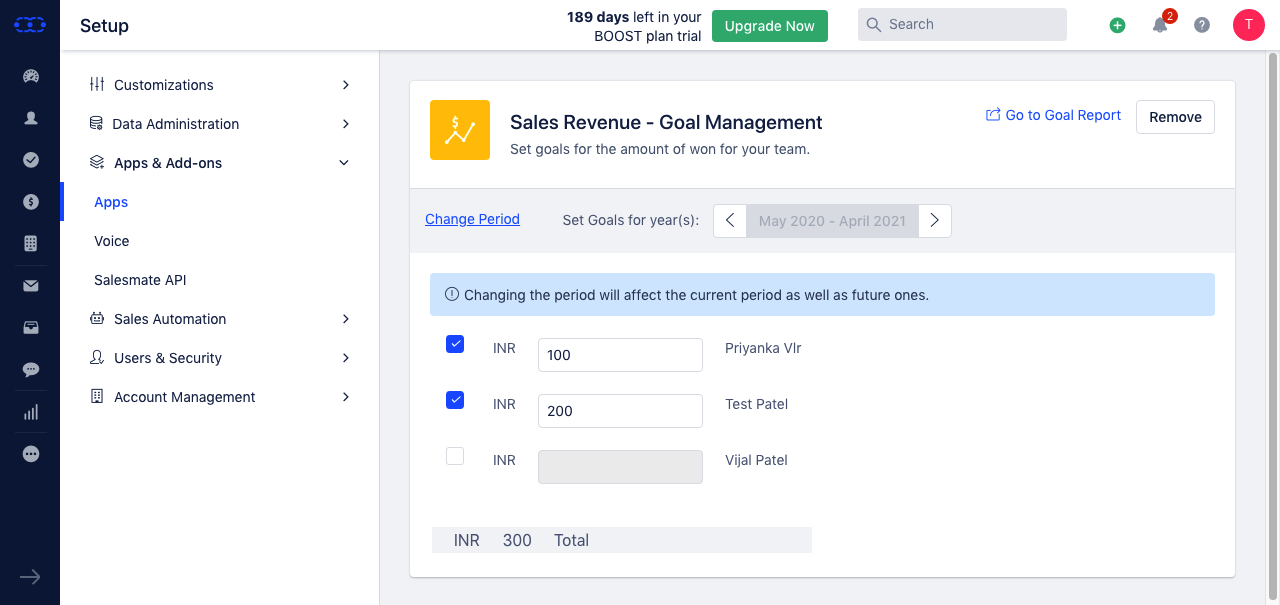 Setup
189 days left in your
BOOST plan trial
Upgrade Now
Search
2
?
T
Customizations
Data Administration
Apps & Add-ons
Apps
Voice
Salesmate API
Sales Automation
Users & Security
Account Management
$
Sales Revenue - Goal Management
Set goals for the amount of won for your team.
Go to Goal Report
Remove
Change Period
Set Goals for year(s):
May 2020 - April 2021
Changing the period will affect the current period as well as future ones.
INR 100 Priyanka Vlr
INR 200 Test Patel
INR Vijal Patel
INR 300 Total